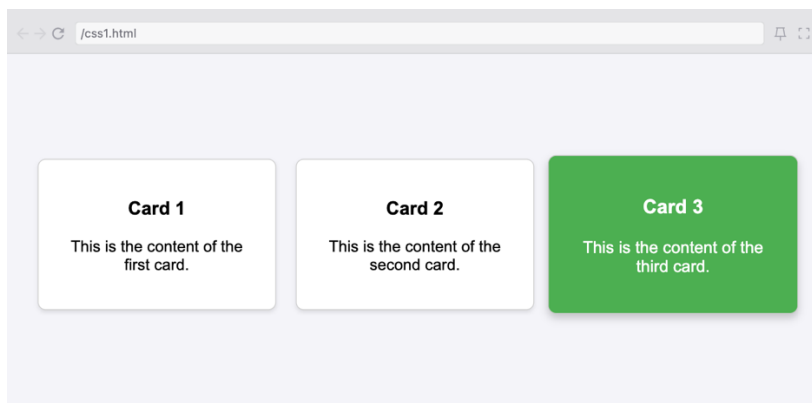 /css1.html
Card 1
This is the content of the
first card.
Card 2
This is the content of the
second card.
Card 3
This is the content of the
third card.